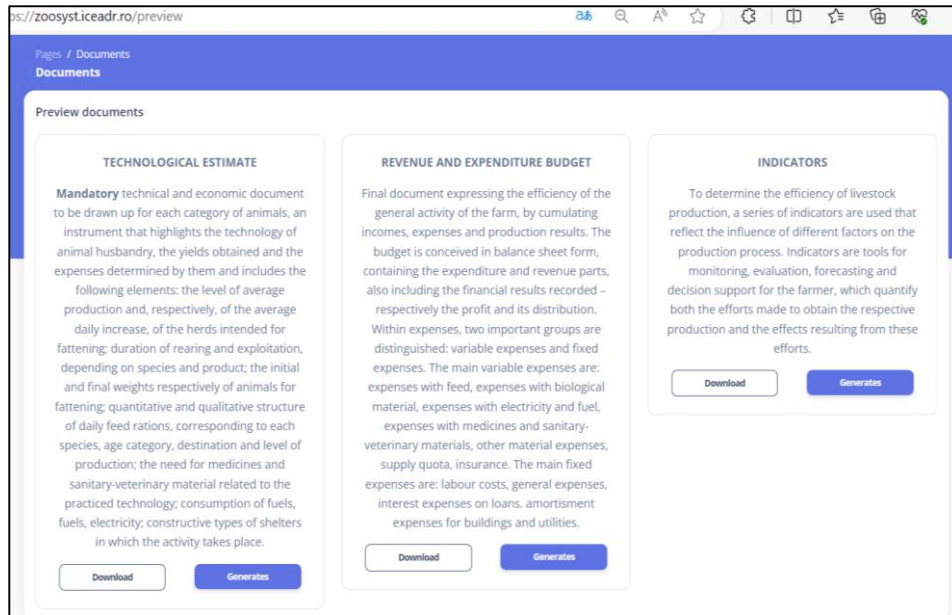 ps://zoosyst.iceadr.ro/preview
Pages / Documents
Documents
Preview documents
TECHNOLOGICAL ESTIMATE
Mandatory technical and economic document
to be drawn up for each category of animals, an
instrument that highlights the technology of
animal husbandry, the yields obtained and the
expenses determined by them and includes the
following elements: the level of average
production and, respectively, of the average
daily increase, of the herds intended for
fattening; duration of rearing and exploitation,
depending on species and product; the initial
and final weights respectively of animals for
fattening; quantitative and qualitative structure
of daily feed rations, corresponding to each
species, age category, destination and level of
production; the need for medicines and
sanitary-veterinary material related to the
practiced technology; consumption of fuels,
fuels, electricity; constructive types of shelters
in which the activity takes place.
Download
Generates
REVENUE AND EXPENDITURE BUDGET
Final document expressing the efficiency of the
general activity of the farm, by cumulating
incomes, expenses and production results. The
budget is conceived in balance sheet form,
containing the expenditure and revenue parts,
also including the financial results recorded –
respectively the profit and its distribution.
Within expenses, two important groups are
distinguished: variable expenses and fixed
expenses. The main variable expenses are:
expenses with feed, expenses with biological
material, expenses with electricity and fuel,
expenses with medicines and sanitary-
veterinary materials, other material expenses,
supply quota, insurance. The main fixed
expenses are: labour costs, general expenses,
interest expenses on loans. amortisment
expenses for buildings and utilities.
Download
Generates
INDICATORS
To determine the efficiency of livestock
production, a series of indicators are used that
reflect the influence of different factors on the
production process. Indicators are tools for
monitoring, evaluation, forecasting and
decision support for the farmer, which quantify
both the efforts made to obtain the respective
production and the effects resulting from these
efforts.
Download
Generates